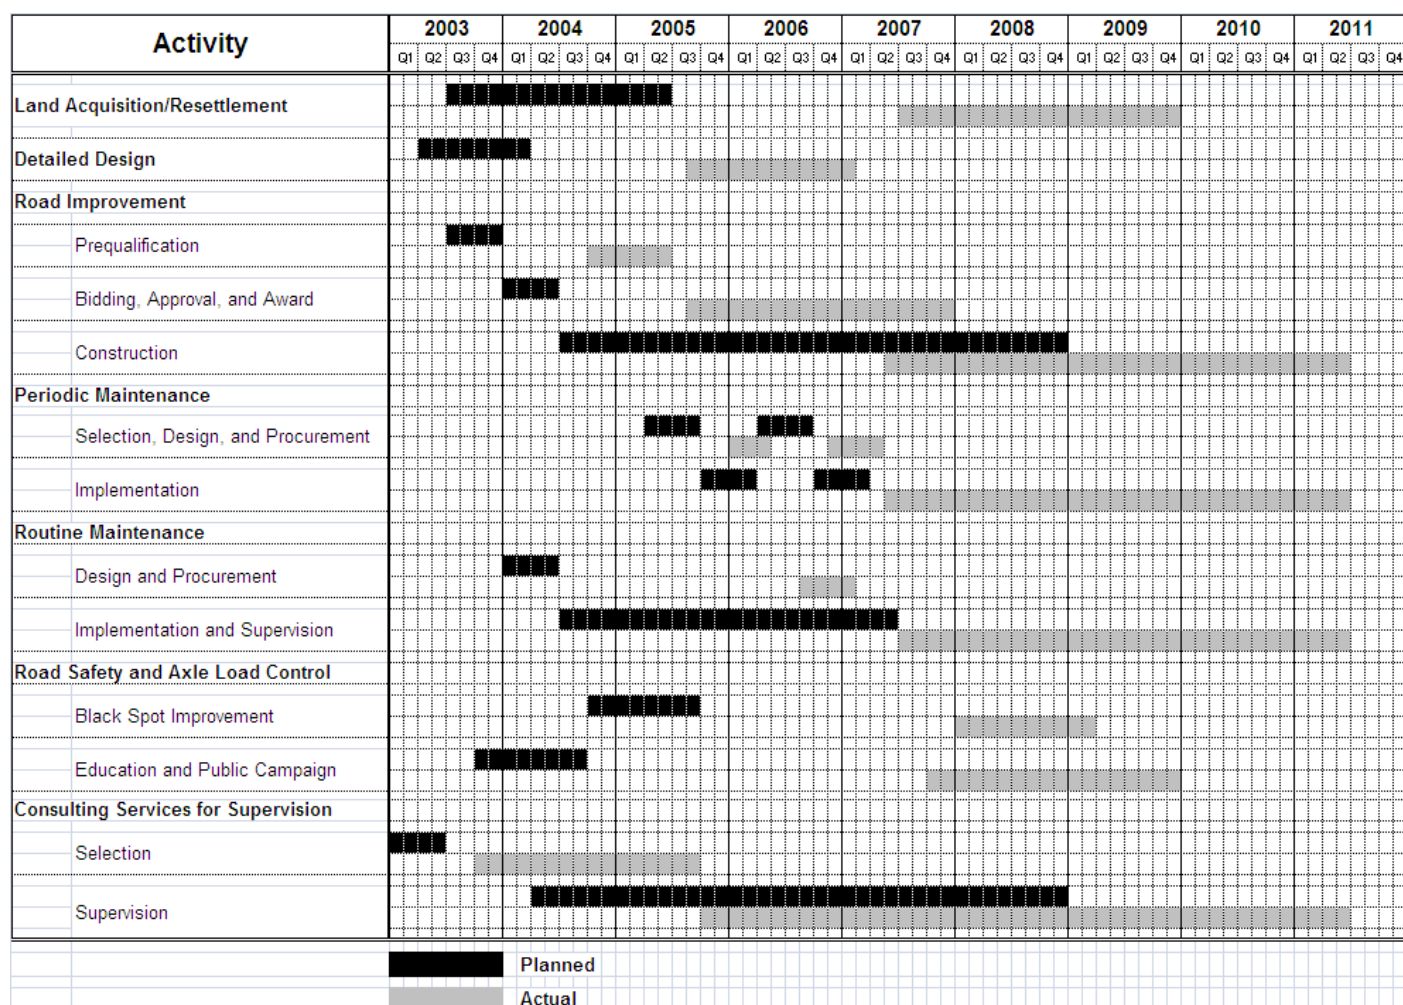 Activity
2003 2004 2005 2006 2007 2008 2009 2010 2011
Q1 Q2 Q3 Q4 Q1 Q2 Q3 Q4 Q1 Q2 Q3 Q4 Q1 Q2 Q3 Q4 Q1 Q2 Q3 Q4 Q1 Q2 Q3 Q4 Q1 Q2 Q3 Q4 Q1 Q2 Q3 Q4 Q1 Q2 Q3 Q4
Land Acquisition/Resettlement
Detailed Design
Road Improvement
Prequalification
Bidding, Approval, and Award
Construction
Periodic Maintenance
Selection, Design, and Procurement
Implementation
Routine Maintenance
Design and Procurement
Implementation and Supervision
Road Safety and Axle Load Control
Black Spot Improvement
Education and Public Campaign
Consulting Services for Supervision
Selection
Supervision
Planned
Actual